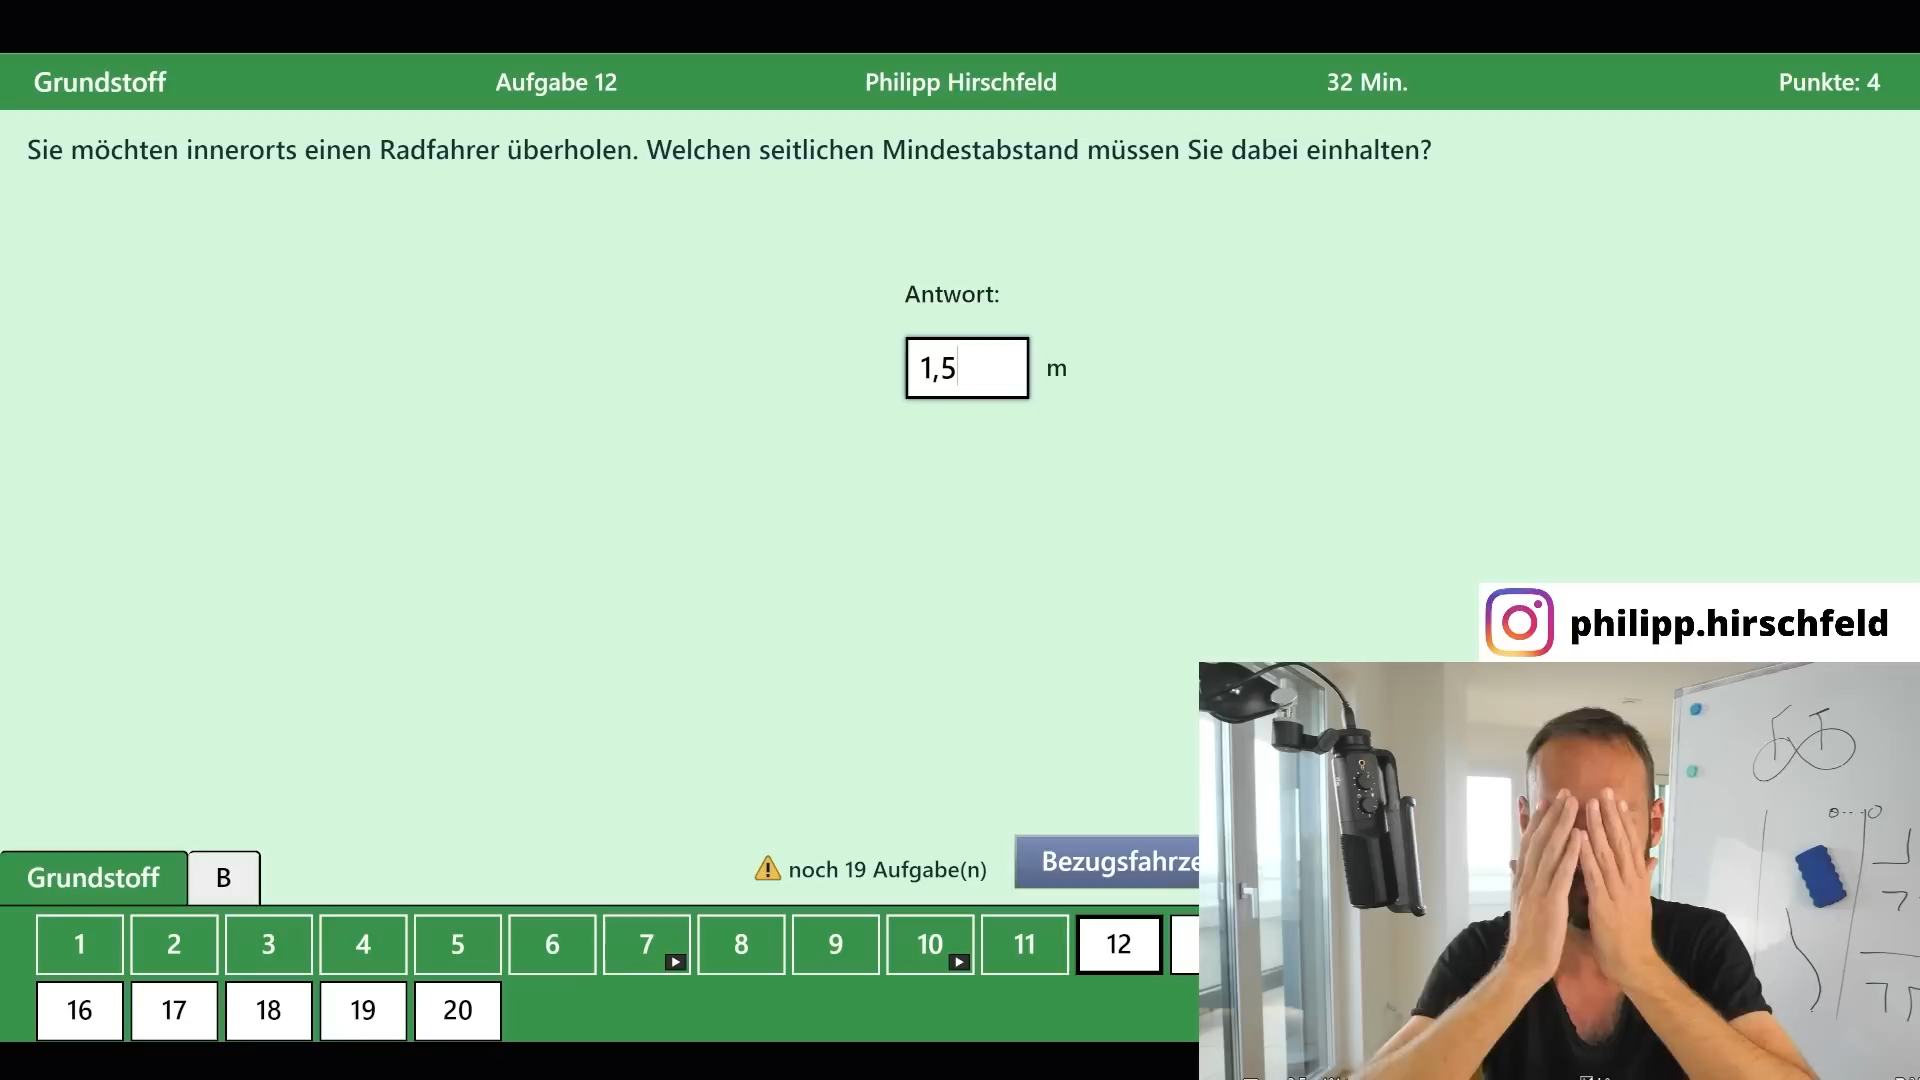 Grundstoff Aufgabe 12 Philipp Hirschfeld 32 Min. Punkte: 4
Sie möchten innerorts einen Radfahrer überholen. Welchen seitlichen Mindestabstand müssen Sie dabei einhalten?
Antwort:
1,5 m
philipp.hirschfeld
Grundstoff B noch 19 Aufgabe(n)
1 2 3 4 5 6 7 8 9 10 11 12
16 17 18 19 20